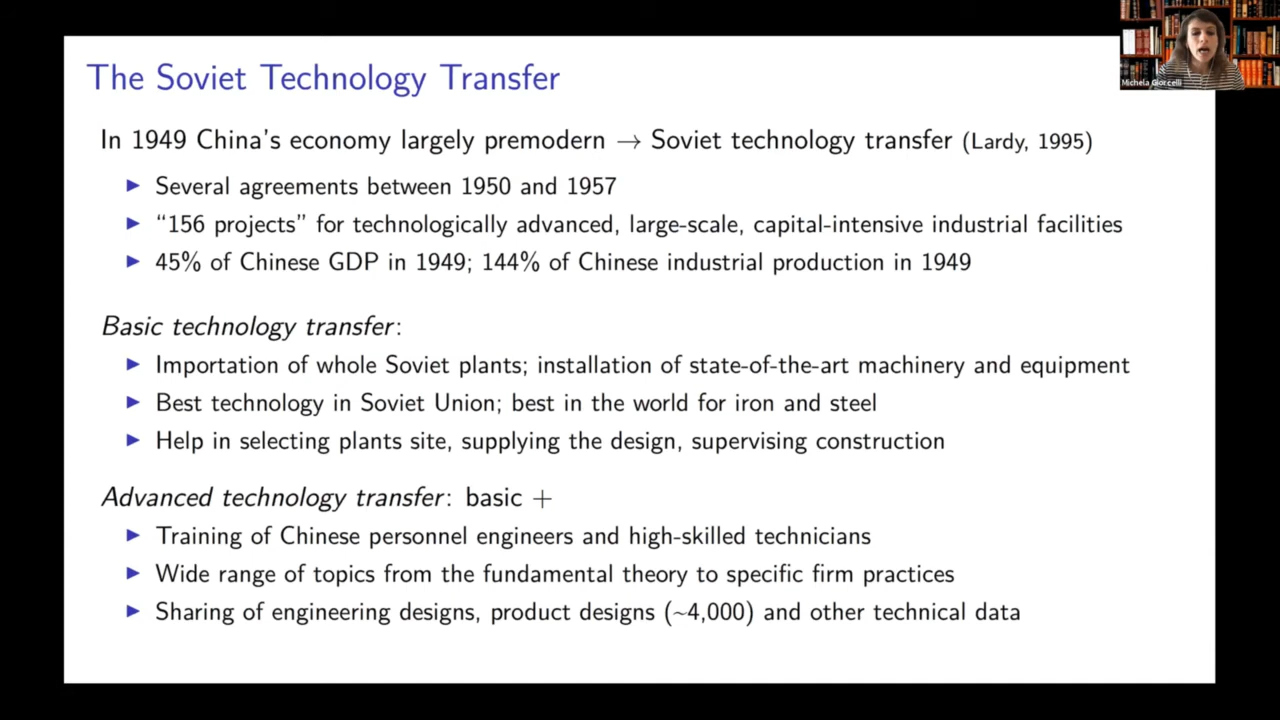 The Soviet Technology Transfer
Michela Giorcelli
In 1949 China's economy largely premodern → Soviet technology transfer (Lardy, 1995)
▶ Several agreements between 1950 and 1957
▶ “156 projects” for technologically advanced, large-scale, capital-intensive industrial facilities
▶ 45% of Chinese GDP in 1949; 144% of Chinese industrial production in 1949
Basic technology transfer:
▶ Importation of whole Soviet plants; installation of state-of-the-art machinery and equipment
▶ Best technology in Soviet Union; best in the world for iron and steel
▶ Help in selecting plants site, supplying the design, supervising construction
Advanced technology transfer: basic +
▶ Training of Chinese personnel engineers and high-skilled technicians
▶ Wide range of topics from the fundamental theory to specific firm practices
▶ Sharing of engineering designs, product designs (~4,000) and other technical data